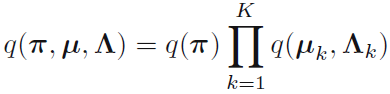 q(π, μ, Λ) = q(π) ∏_{k=1}^{K} q(μ_k, Λ_k)